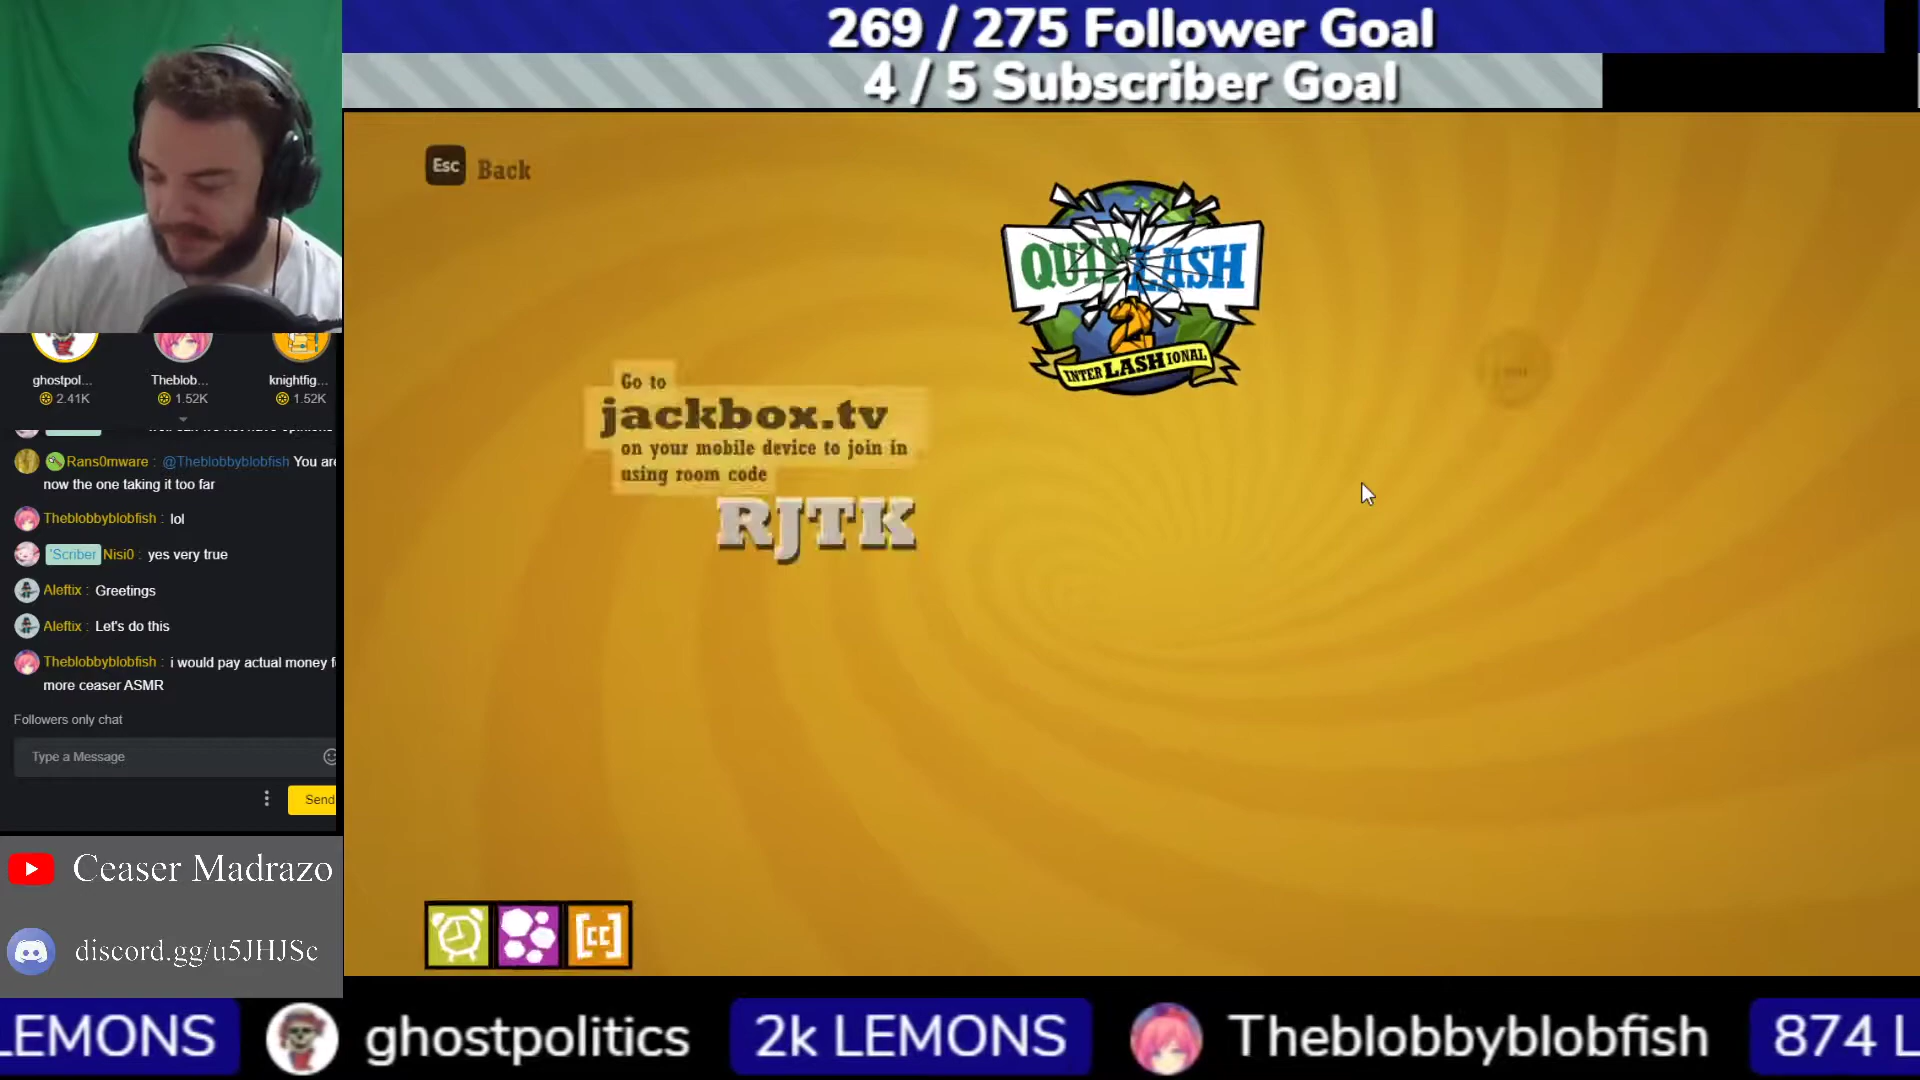 269 / 275 Follower Goal
4 / 5 Subscriber Goal
Esc Back
QUIPLASH
2
INTERLASHIONAL
Go to
jackbox.tv
on your mobile device to join in
using room code
RJTK
ghostpol... Theblob... knightfig...
2.41K 1.52K 1.52K
Rans0mware : @Theblobbyblobfish You are
now the one taking it too far
Theblobbyblobfish : lol
'Scriber Nisi0 : yes very true
Aleftix : Greetings
Aleftix : Let's do this
Theblobbyblobfish : i would pay actual money f
more ceaser ASMR
Followers only chat
Type a Message
Send
Ceaser Madrazo
discord.gg/u5JHJSc
[CC]
LEMONS ghostpolitics 2k LEMONS Theblobbyblobfish 874 L